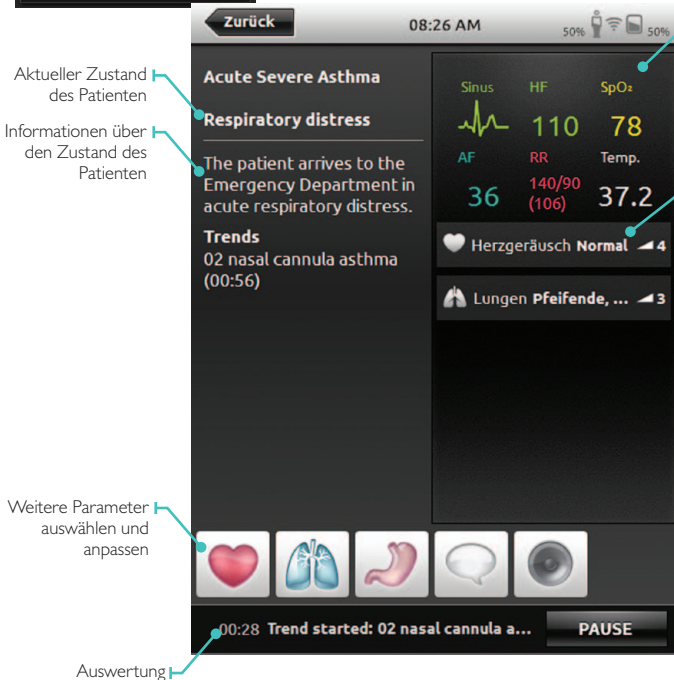 Zurück
08:26 AM
50%
50%
Aktueller Zustand
des Patienten
Informationen über
den Zustand des
Patienten
Acute Severe Asthma
Respiratory distress
The patient arrives to the
Emergency Department in
acute respiratory distress.
Trends
02 nasal cannula asthma
(00:56)
Sinus HF SpO₂
110 78
AF RR Temp.
36 140/90 (106) 37.2
Herzgeräusch Normal 4
Lungen Pfeifende, ... 3
Weitere Parameter
auswählen und
anpassen
00:28 Trend started: 02 nasal cannula a... PAUSE
Auswertung